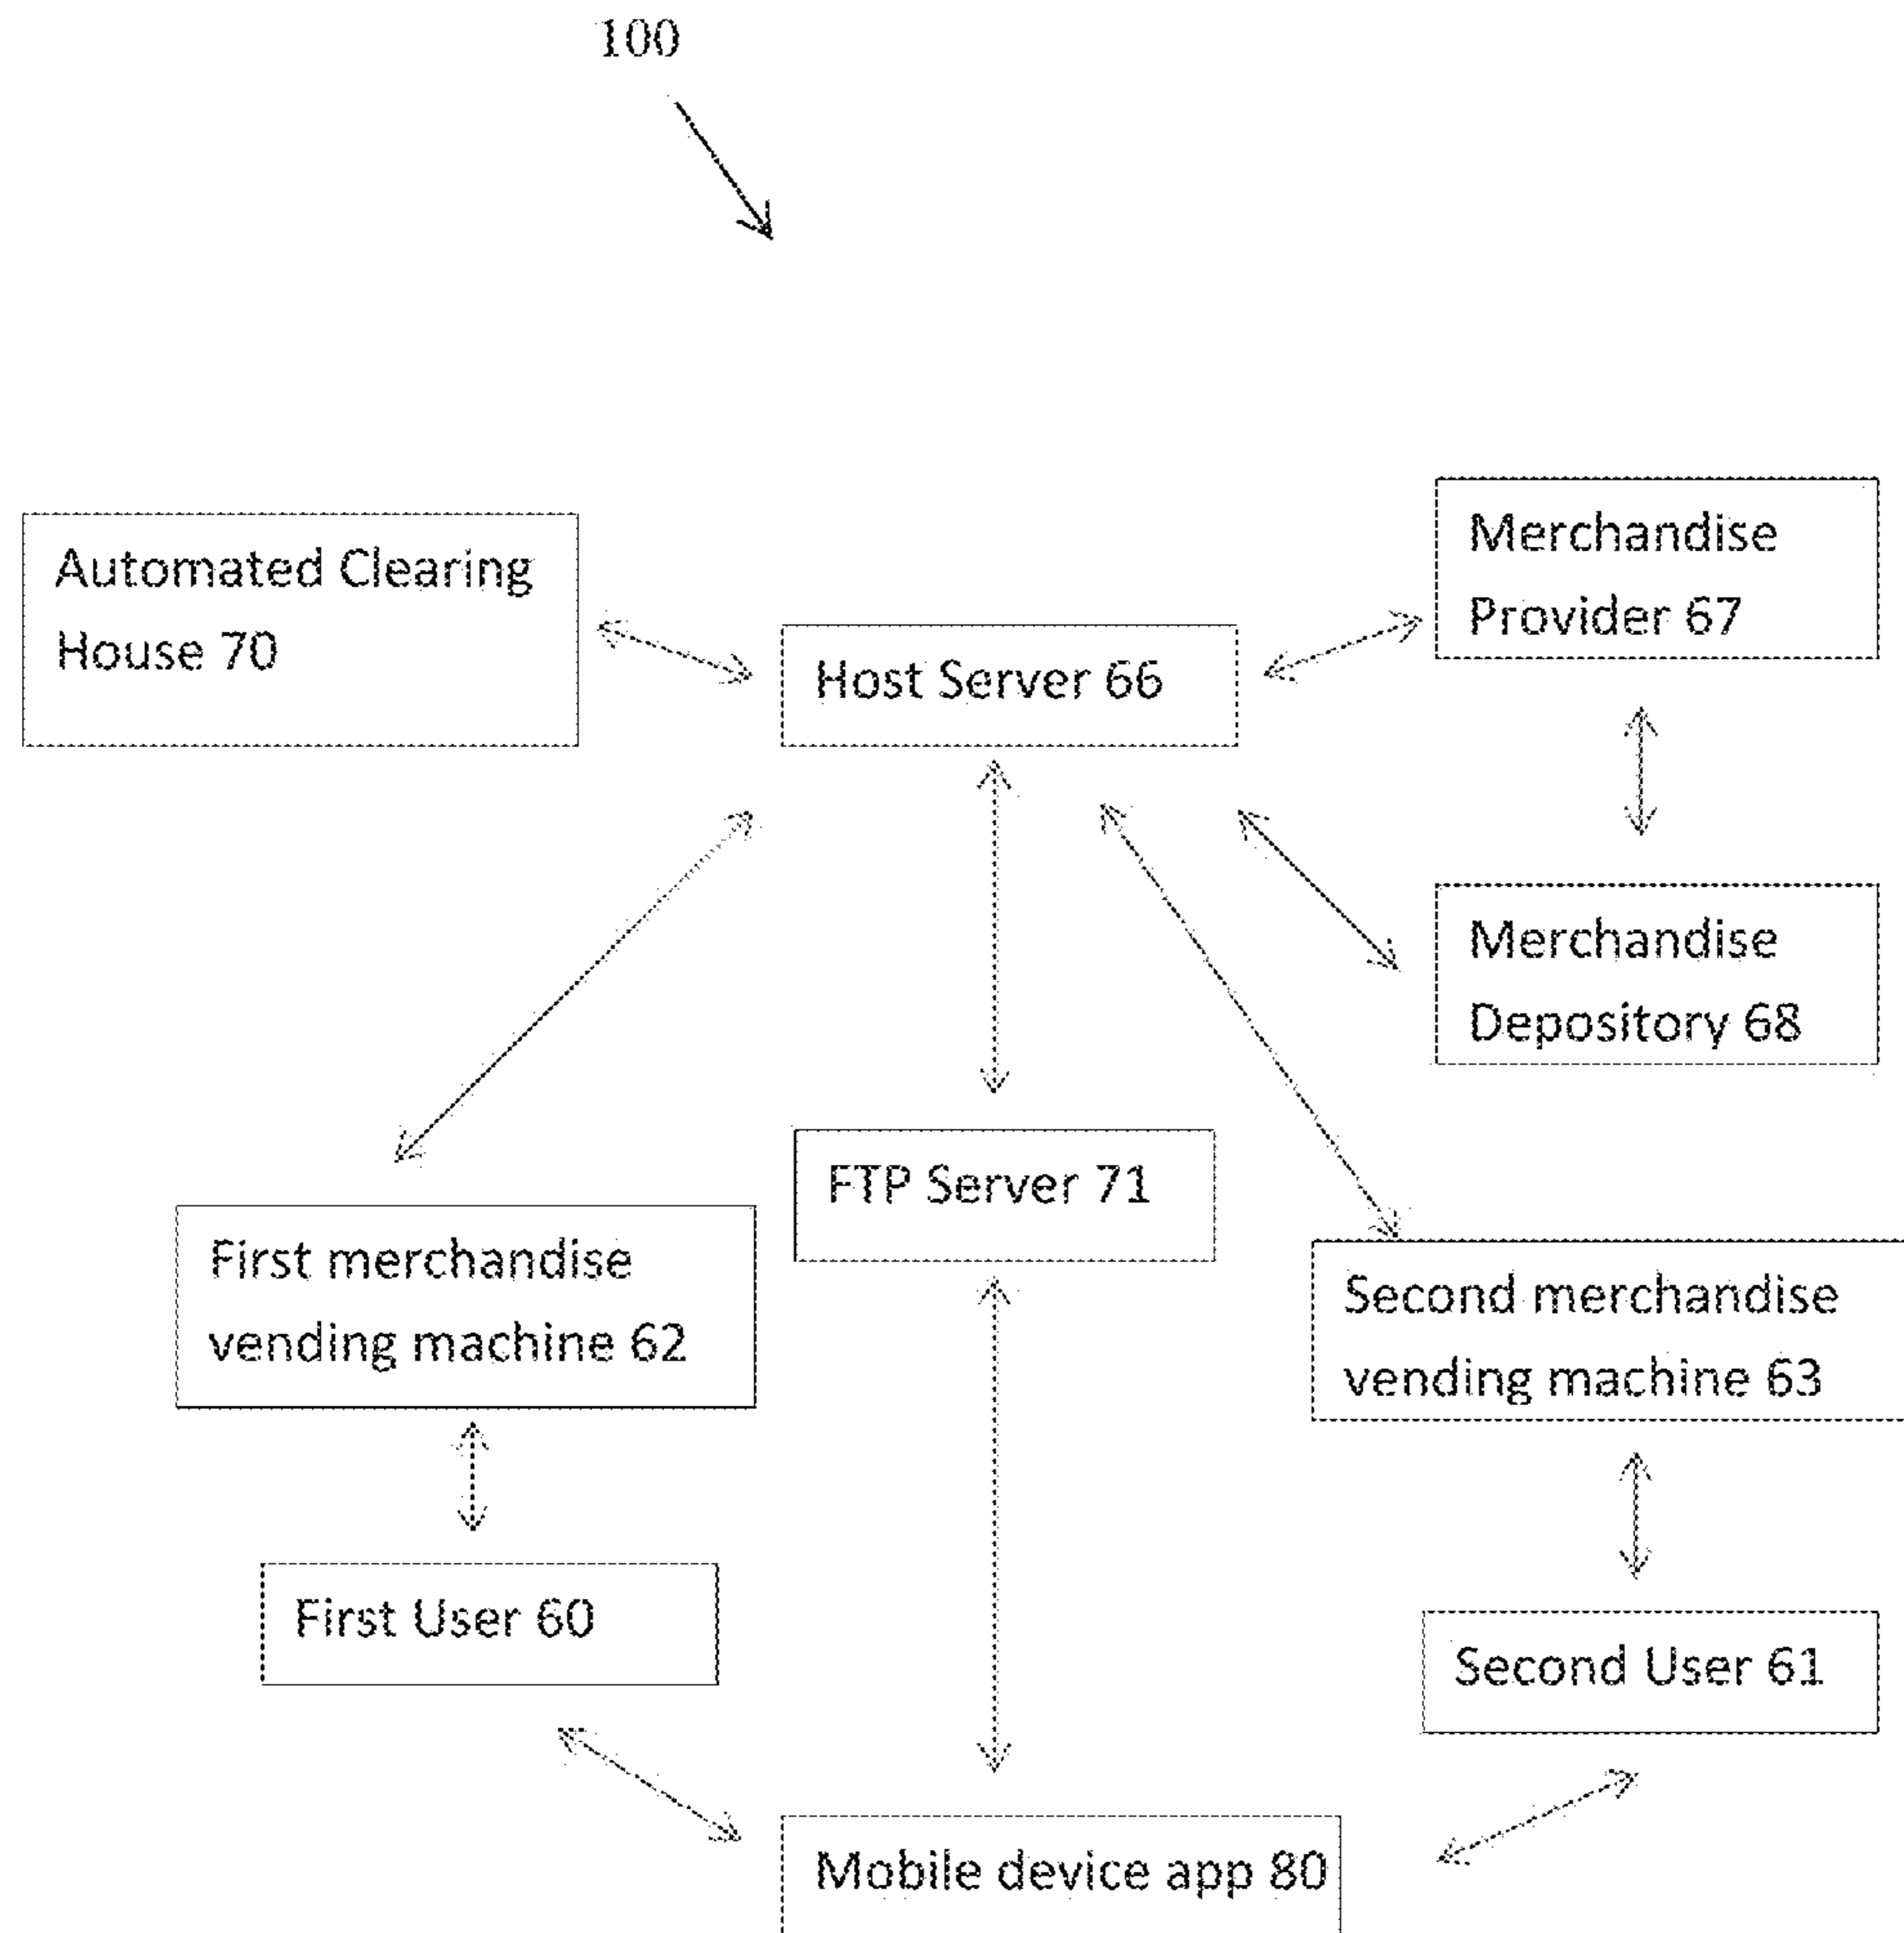 100
Automated Clearing
House 70
Host Server 66
Merchandise
Provider 67
Merchandise
Depository 68
FTP Server 71
First merchandise
vending machine 62
Second merchandise
vending machine 63
First User 60
Second User 61
Mobile device app 80